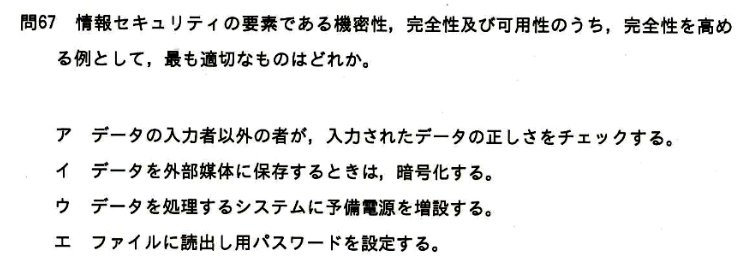 問67 情報セキュリティの要素である機密性，完全性及び可用性のうち，完全性を高め
る例として，最も適切なものはどれか。
ア データの入力者以外の者が，入力されたデータの正しさをチェックする。
イ データを外部媒体に保存するときは，暗号化する。
ウ データを処理するシステムに予備電源を増設する。
エ ファイルに読出し用パスワードを設定する。